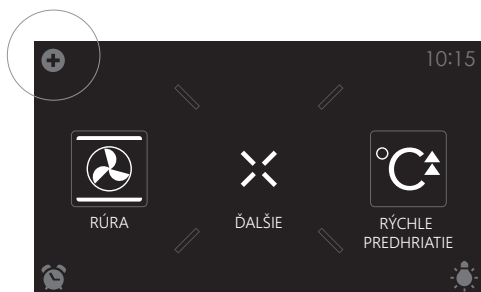 10:15
°C
RÚRA
ĎALŠIE
RÝCHLE
PREDHRIATIE